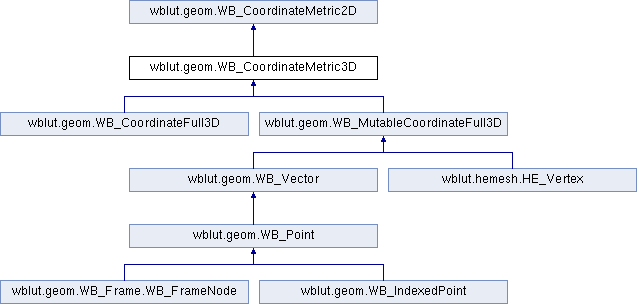 wblut.geom.WB_CoordinateMetric2D
wblut.geom.WB_CoordinateMetric3D
wblut.geom.WB_CoordinateFull3D
wblut.geom.WB_MutableCoordinateFull3D
wblut.geom.WB_Vector
wblut.hemesh.HE_Vertex
wblut.geom.WB_Point
wblut.geom.WB_Frame.WB_FrameNode
wblut.geom.WB_IndexedPoint